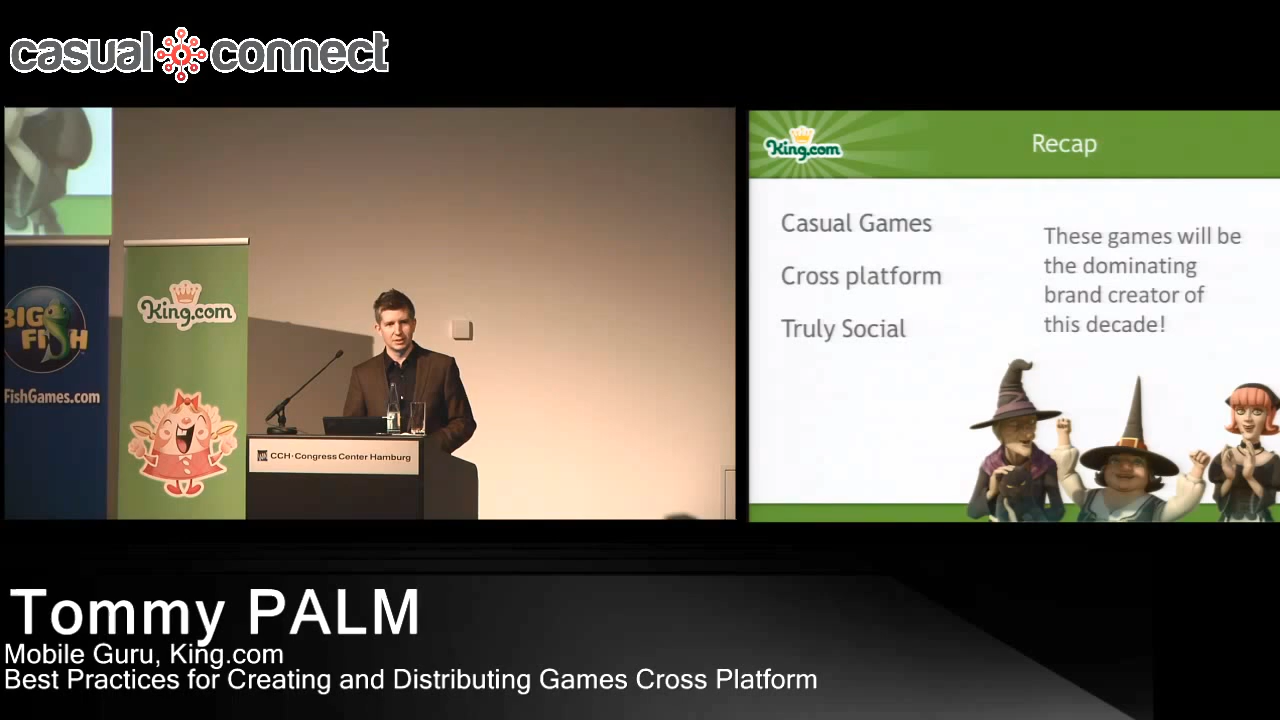 casual connect
King.com
Recap
Casual Games
Cross platform
Truly Social
These games will be
the dominating
brand creator of
this decade!
BIG
FISH
FishGames.com
King.com
CCH·Congress Center Hamburg
Tommy PALM
Mobile Guru, King.com
Best Practices for Creating and Distributing Games Cross Platform